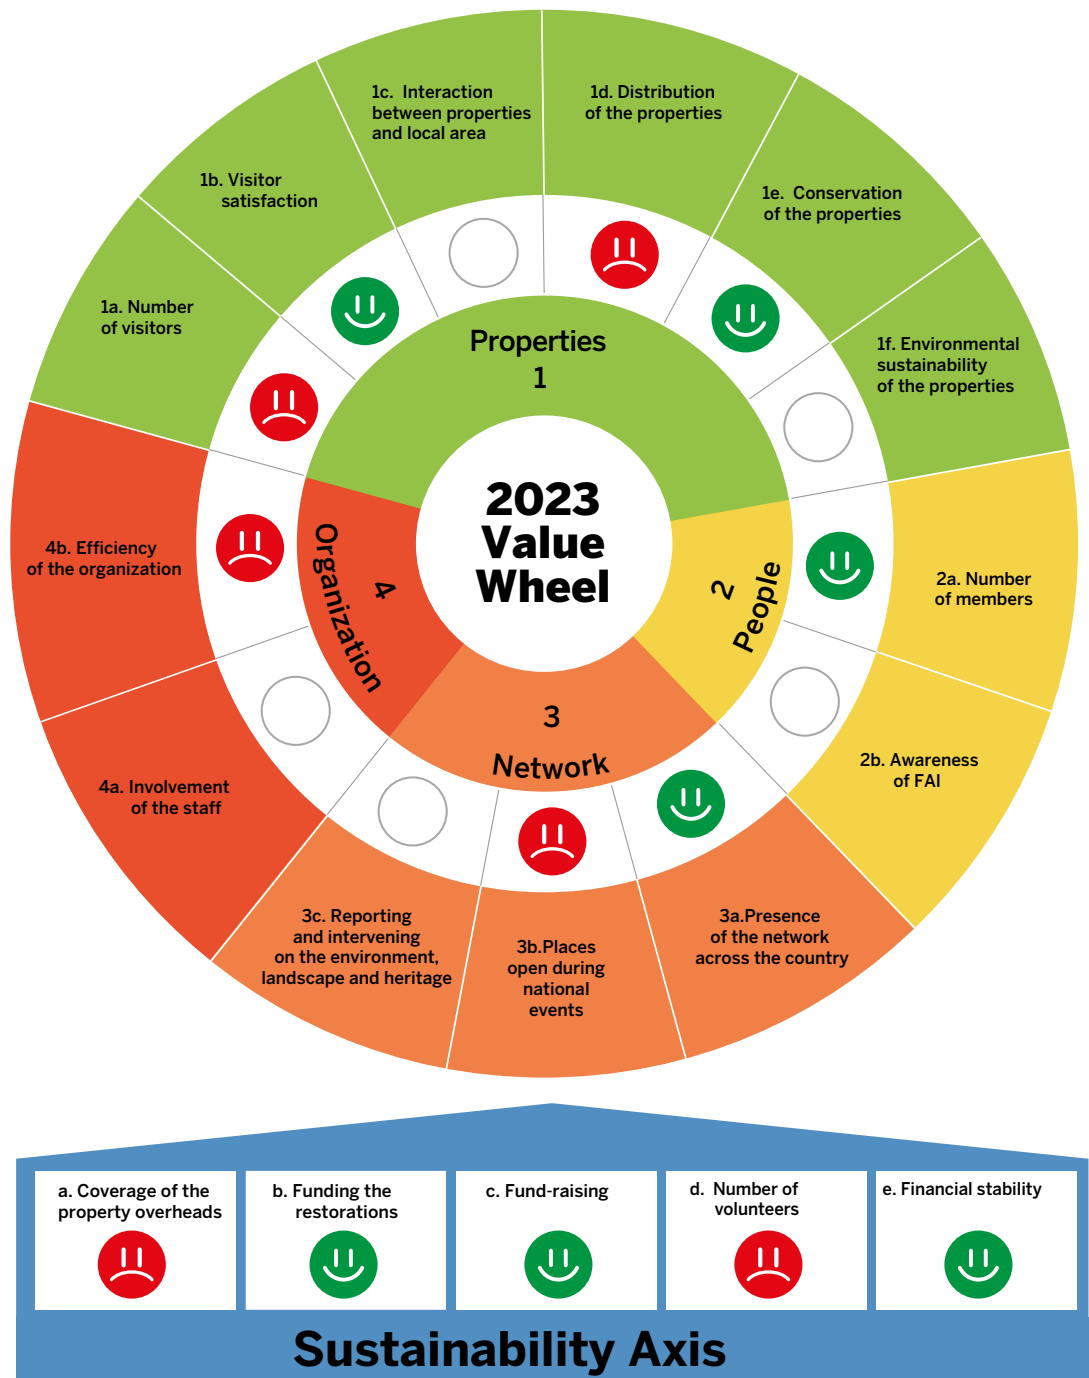 1c. Interaction
between properties
and local area
1d. Distribution
of the properties
1b. Visitor
satisfaction
1e. Conservation
of the properties
1a. Number
of visitors
1f. Environmental
sustainability
of the properties
Properties
1
2023
Value
Wheel
4b. Efficiency
of the organization
Organization
4
2
People
2a. Number
of members
3
Network
2b. Awareness
of FAI
4a. Involvement
of the staff
3c. Reporting
and intervening
on the environment,
landscape and heritage
3b.Places
open during
national
events
3a.Presence
of the network
across the country
a. Coverage of the
property overheads
b. Funding the
restorations
c. Fund-raising
d. Number of
volunteers
e. Financial stability
Sustainability Axis